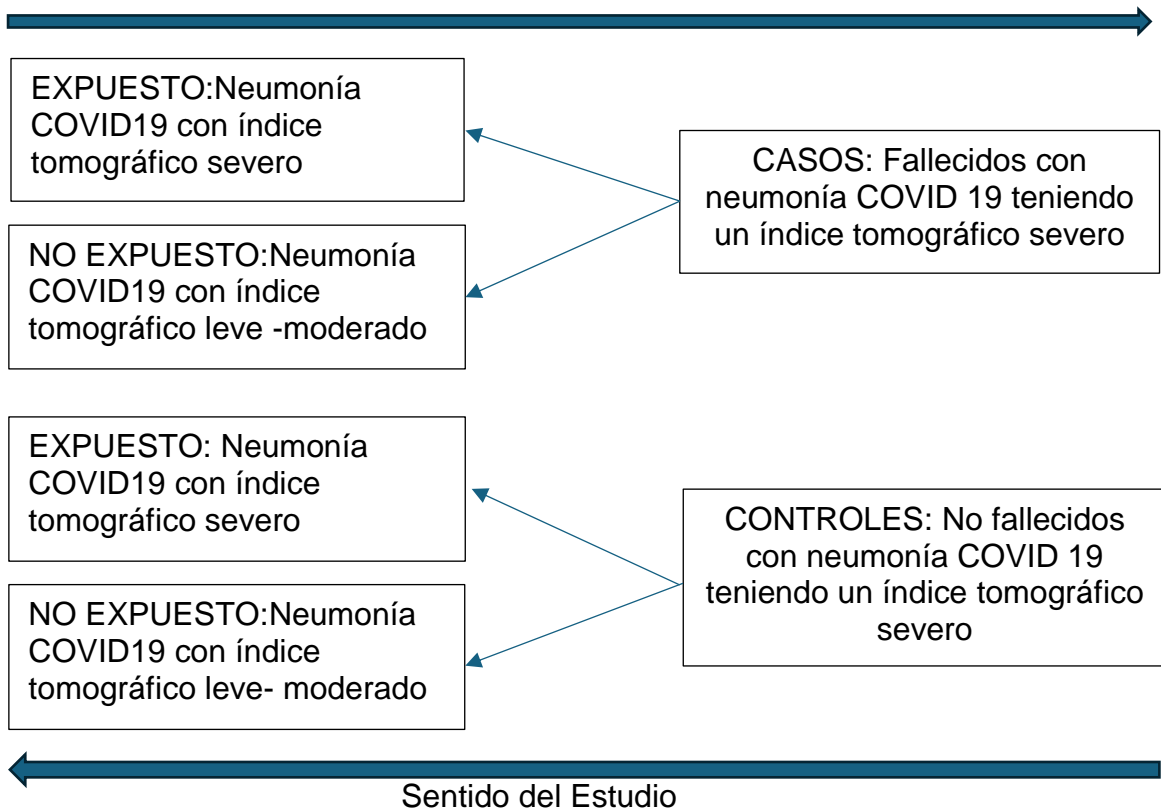 EXPUESTO:Neumonía
COVID19 con índice
tomográfico severo
NO EXPUESTO:Neumonía
COVID19 con índice
tomográfico leve -moderado
CASOS: Fallecidos con
neumonía COVID 19 teniendo
un índice tomográfico severo
EXPUESTO: Neumonía
COVID19 con índice
tomográfico severo
NO EXPUESTO:Neumonía
COVID19 con índice
tomográfico leve- moderado
CONTROLES: No fallecidos
con neumonía COVID 19
teniendo un índice tomográfico
severo
Sentido del Estudio